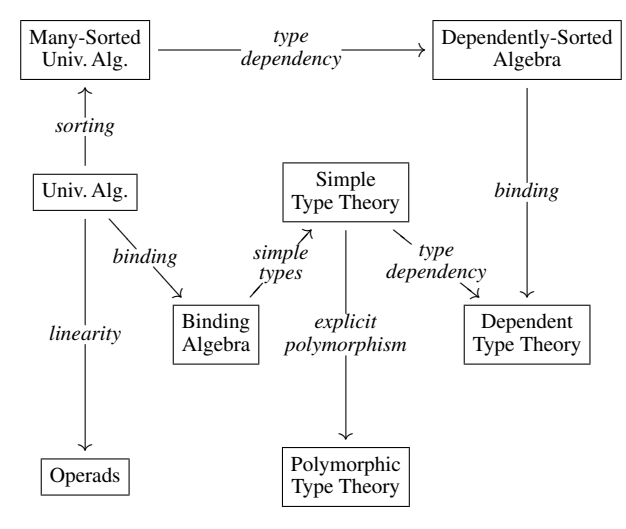 Many-Sorted
Univ. Alg.
type
dependency
Dependently-Sorted
Algebra
sorting
Univ. Alg.
Simple
Type Theory
binding
binding
simple
types
type
dependency
linearity
Binding
Algebra
explicit
polymorphism
Dependent
Type Theory
Operads
Polymorphic
Type Theory